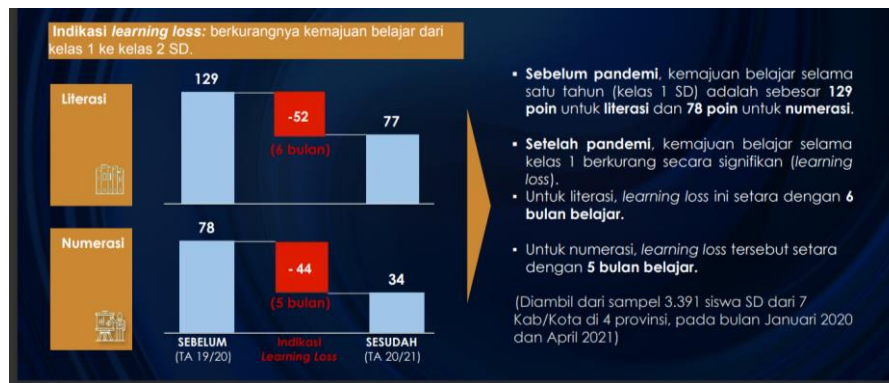 Indikasi learning loss: berkurangnya kemajuan belajar dari
kelas 1 ke kelas 2 SD.
Literasi
129
-52
(6 bulan)
77
Numerasi
78
- 44
(5 bulan)
34
SEBELUM
(TA 19/20)
Indikasi
Learning Loss
SESUDAH
(TA 20/21)
▪ Sebelum pandemi, kemajuan belajar selama
satu tahun (kelas 1 SD) adalah sebesar 129
poin untuk literasi dan 78 poin untuk numerasi.
▪ Setelah pandemi, kemajuan belajar selama
kelas 1 berkurang secara signifikan (learning
loss).
▪ Untuk literasi, learning loss ini setara dengan 6
bulan belajar.
▪ Untuk numerasi, learning loss tersebut setara
dengan 5 bulan belajar.
(Diambil dari sampel 3.391 siswa SD dari 7
Kab/Kota di 4 provinsi, pada bulan Januari 2020
dan April 2021)